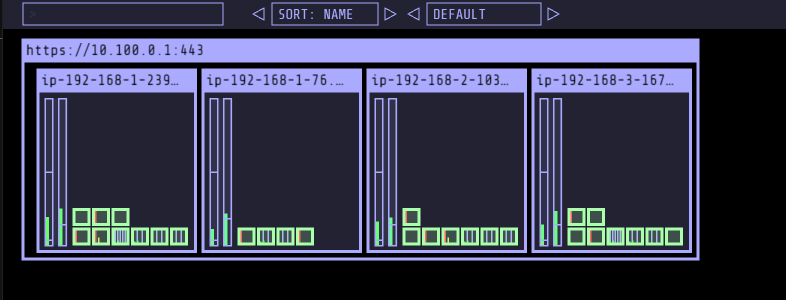 >
SORT: NAME
DEFAULT
https://10.100.0.1:443
ip-192-168-1-239…
ip-192-168-1-76.…
ip-192-168-2-103…
ip-192-168-3-167…